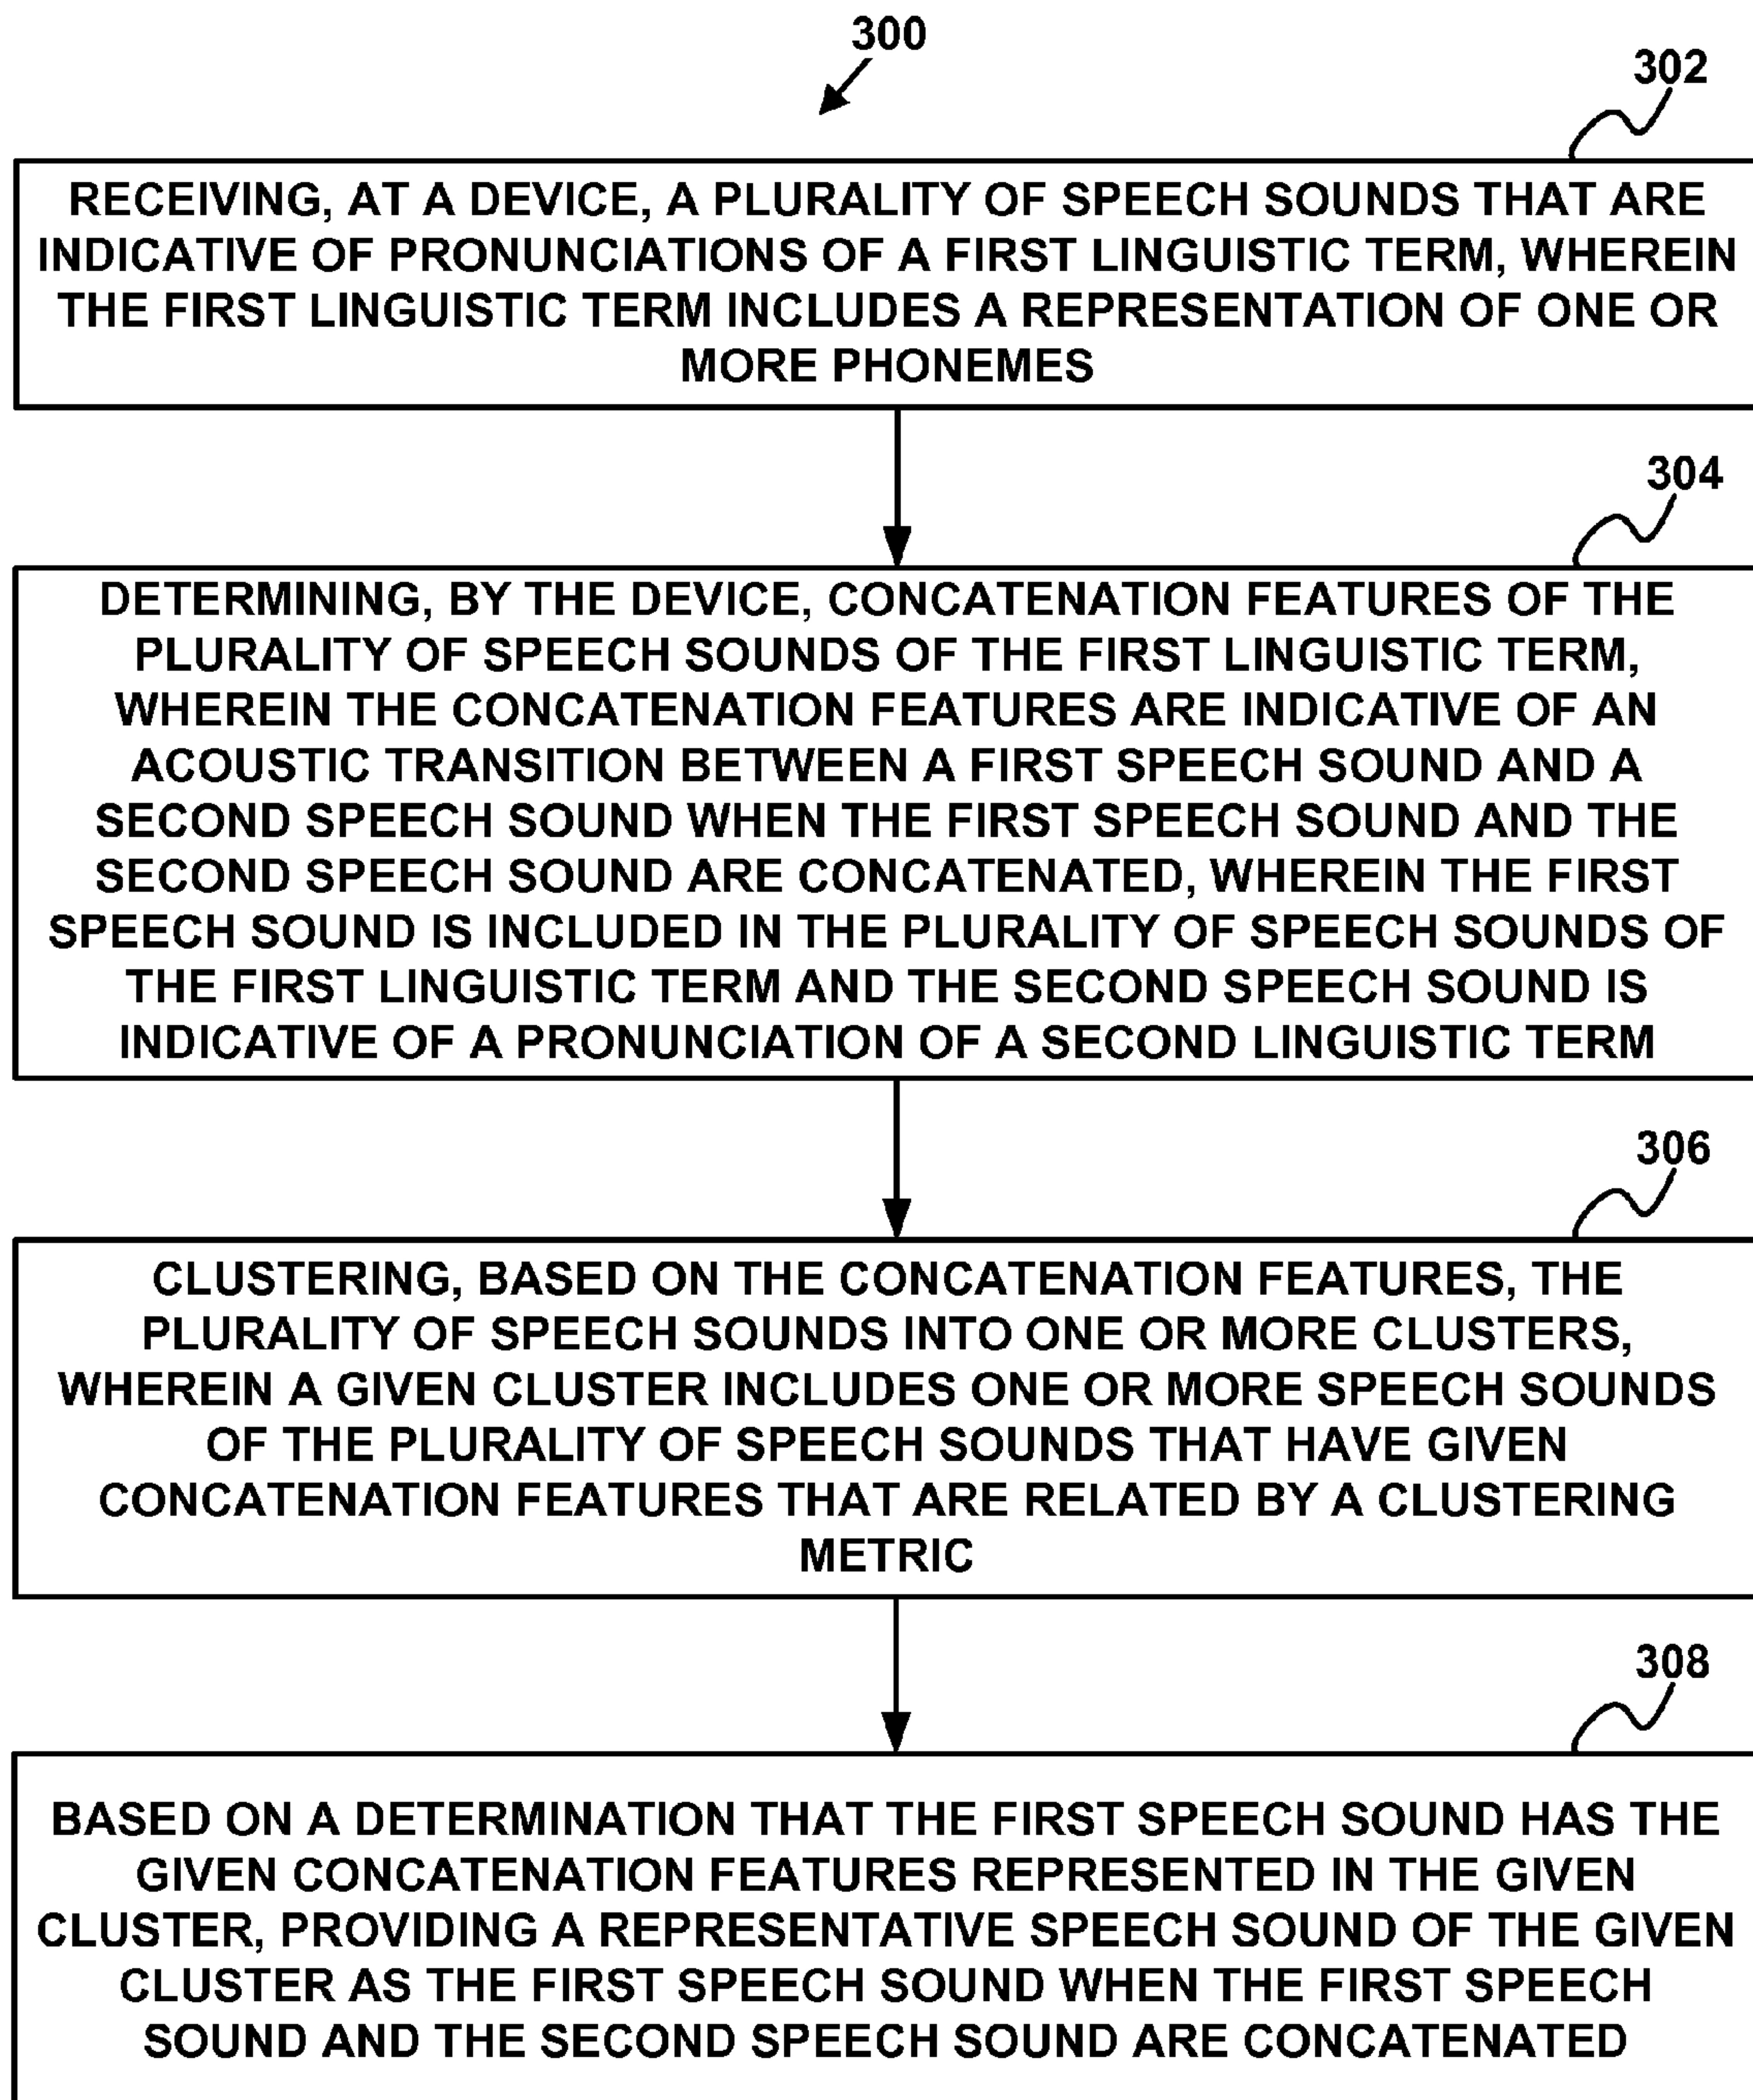 300
302
RECEIVING, AT A DEVICE, A PLURALITY OF SPEECH SOUNDS THAT ARE
INDICATIVE OF PRONUNCIATIONS OF A FIRST LINGUISTIC TERM, WHEREIN
THE FIRST LINGUISTIC TERM INCLUDES A REPRESENTATION OF ONE OR
MORE PHONEMES
304
DETERMINING, BY THE DEVICE, CONCATENATION FEATURES OF THE
PLURALITY OF SPEECH SOUNDS OF THE FIRST LINGUISTIC TERM,
WHEREIN THE CONCATENATION FEATURES ARE INDICATIVE OF AN
ACOUSTIC TRANSITION BETWEEN A FIRST SPEECH SOUND AND A
SECOND SPEECH SOUND WHEN THE FIRST SPEECH SOUND AND THE
SECOND SPEECH SOUND ARE CONCATENATED, WHEREIN THE FIRST
SPEECH SOUND IS INCLUDED IN THE PLURALITY OF SPEECH SOUNDS OF
THE FIRST LINGUISTIC TERM AND THE SECOND SPEECH SOUND IS
INDICATIVE OF A PRONUNCIATION OF A SECOND LINGUISTIC TERM
306
CLUSTERING, BASED ON THE CONCATENATION FEATURES, THE
PLURALITY OF SPEECH SOUNDS INTO ONE OR MORE CLUSTERS,
WHEREIN A GIVEN CLUSTER INCLUDES ONE OR MORE SPEECH SOUNDS
OF THE PLURALITY OF SPEECH SOUNDS THAT HAVE GIVEN
CONCATENATION FEATURES THAT ARE RELATED BY A CLUSTERING
METRIC
308
BASED ON A DETERMINATION THAT THE FIRST SPEECH SOUND HAS THE
GIVEN CONCATENATION FEATURES REPRESENTED IN THE GIVEN
CLUSTER, PROVIDING A REPRESENTATIVE SPEECH SOUND OF THE GIVEN
CLUSTER AS THE FIRST SPEECH SOUND WHEN THE FIRST SPEECH
SOUND AND THE SECOND SPEECH SOUND ARE CONCATENATED